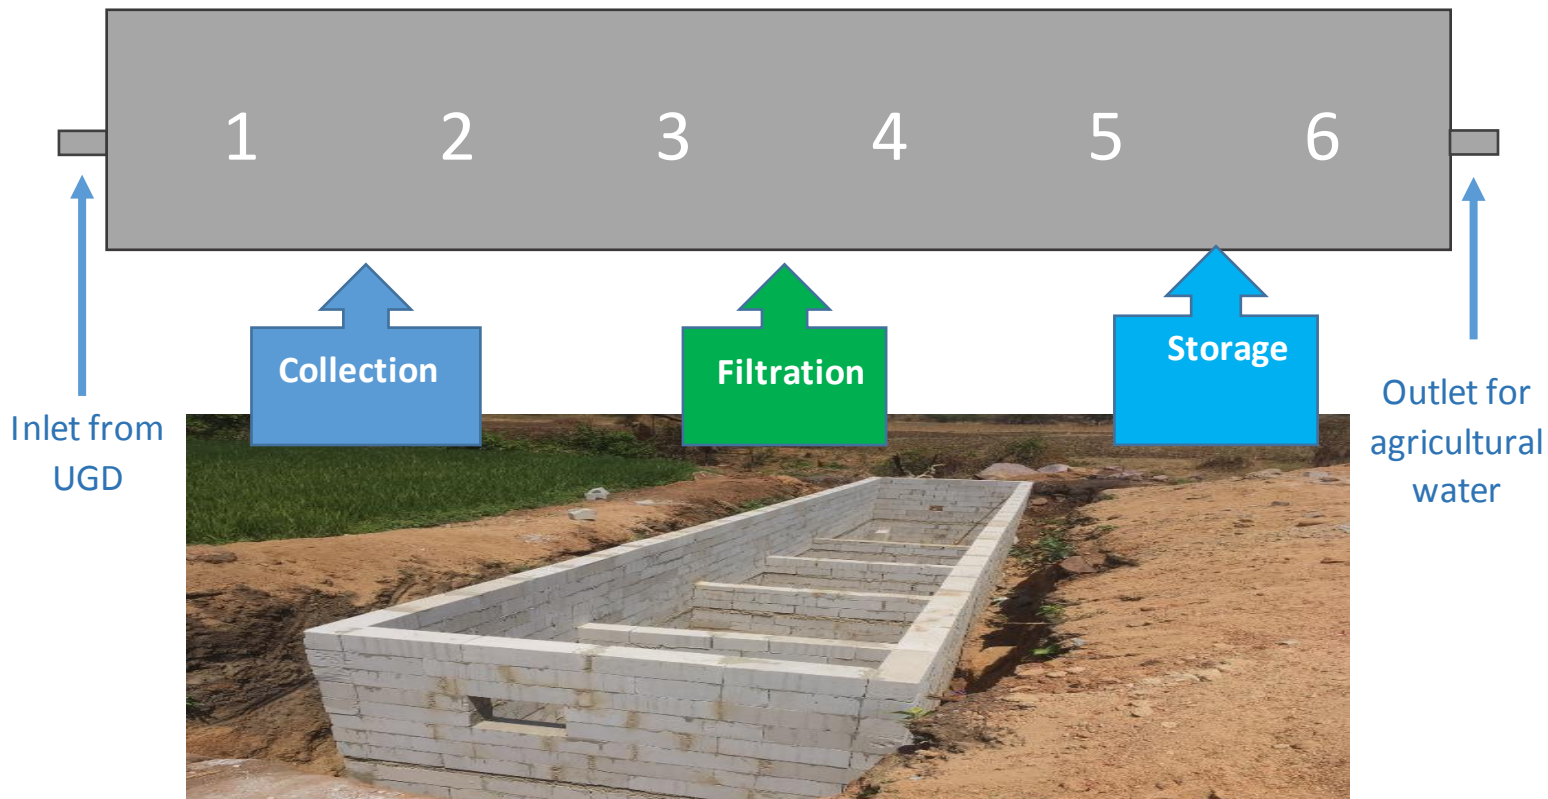 1 2 3 4 5 6
Collection
Filtration
Storage
Inlet from
UGD
Outlet for
agricultural
water